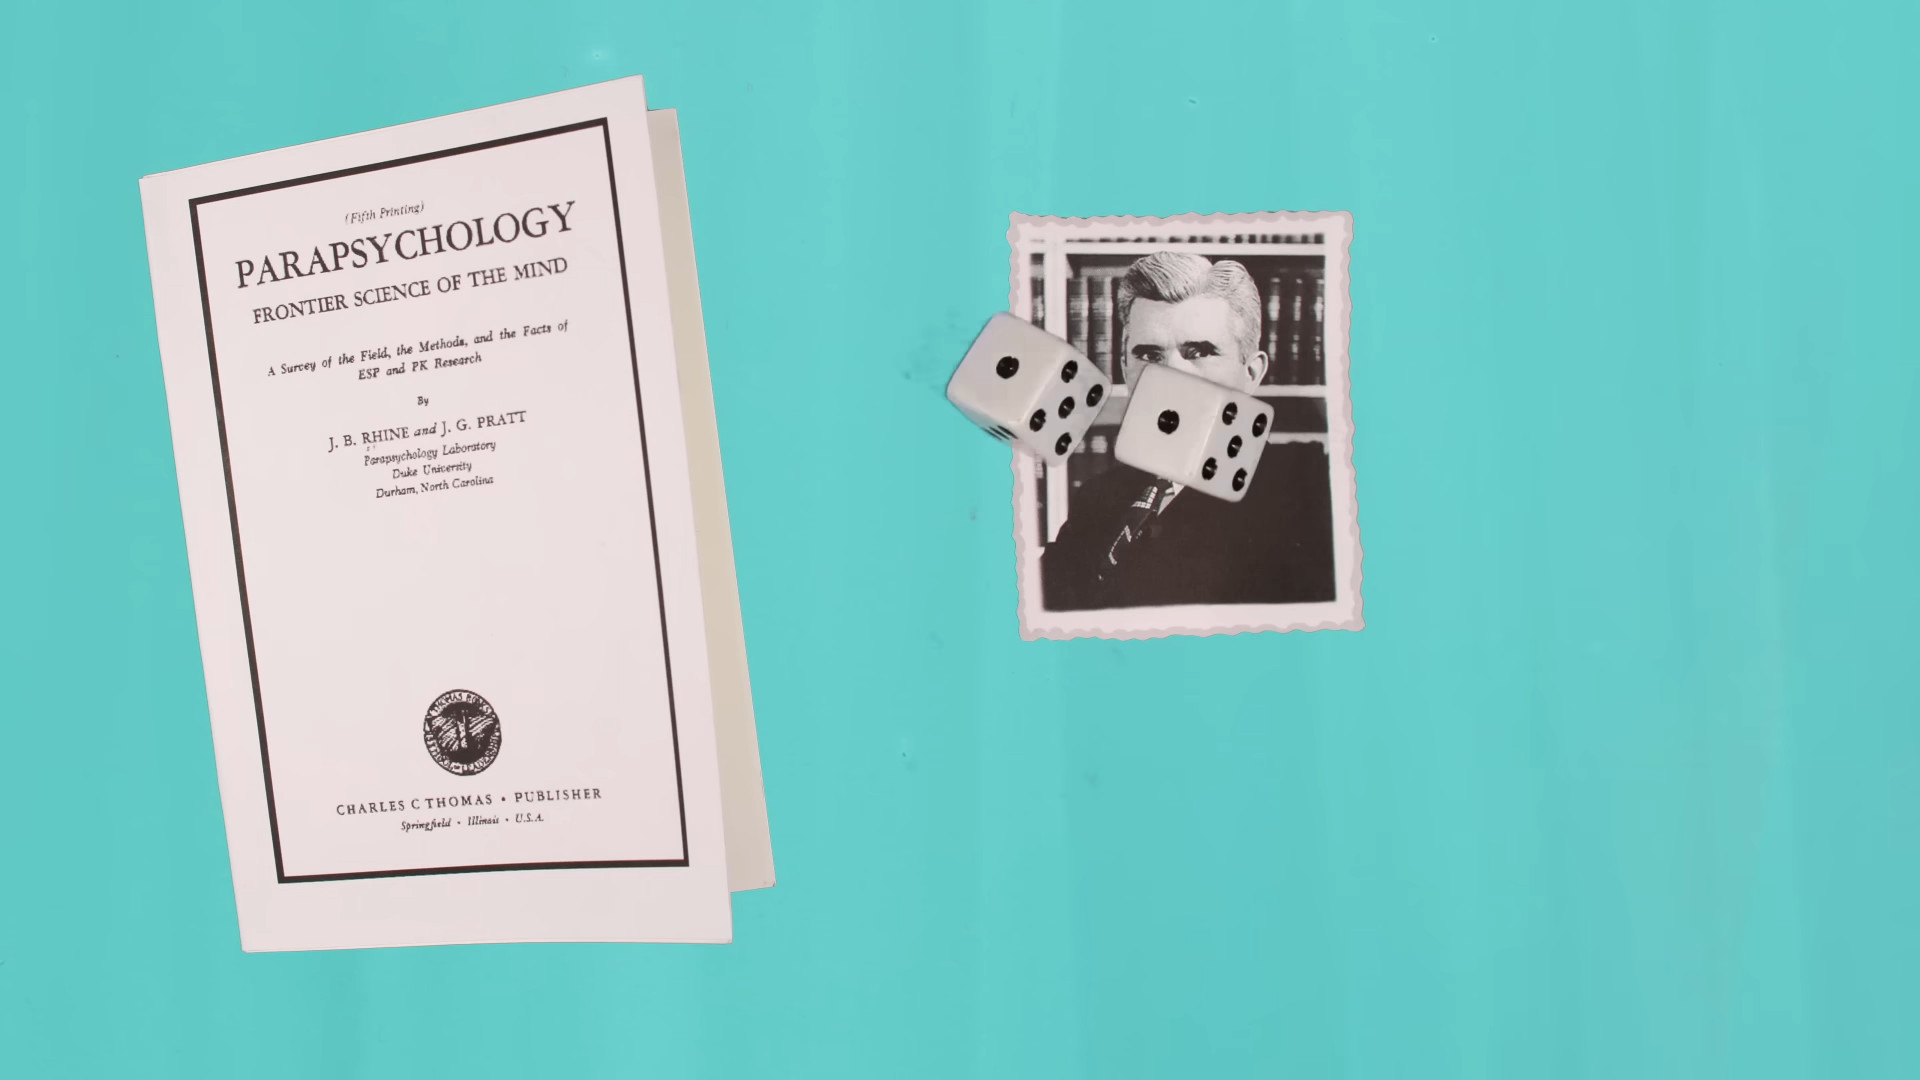 (Fifth Printing)
PARAPSYCHOLOGY
FRONTIER SCIENCE OF THE MIND
A Survey of the Field, the Methods, and the Facts of
ESP and PK Research
By
J. B. RHINE and J. G. PRATT
Parapsychology Laboratory
Duke University
Durham, North Carolina
CHARLES C THOMAS • PUBLISHER
Springfield • Illinois • U.S.A.